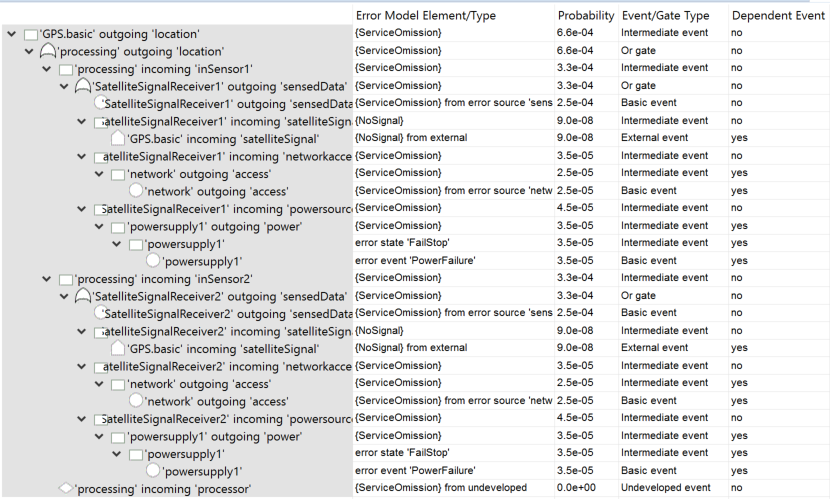 Error Model Element/Type Probability Event/Gate Type Dependent Event
'GPS.basic' outgoing 'location' {ServiceOmission} 6.6e-04 Intermediate event no
'processing' outgoing 'location' {ServiceOmission} 6.6e-04 Or gate no
'processing' incoming 'inSensor1' {ServiceOmission} 3.3e-04 Intermediate event no
'SatelliteSignalReceiver1' outgoing 'sensedData' {ServiceOmission} 3.3e-04 Or gate no
'SatelliteSignalReceiver1' outgoing 'sensedData {ServiceOmission} from error source 'sens 2.5e-04 Basic event no
SatelliteSignalReceiver1' incoming 'satelliteSign {NoSignal} 9.0e-08 Intermediate event no
'GPS.basic' incoming 'satelliteSignal' {NoSignal} from external 9.0e-08 External event yes
atelliteSignalReceiver1' incoming 'networkacce {ServiceOmission} 3.5e-05 Intermediate event no
'network' outgoing 'access' {ServiceOmission} 2.5e-05 Intermediate event yes
'network' outgoing 'access' {ServiceOmission} from error source 'netw 2.5e-05 Basic event yes
SatelliteSignalReceiver1' incoming 'powersourc {ServiceOmission} 4.5e-05 Intermediate event no
'powersupply1' outgoing 'power' {ServiceOmission} 3.5e-05 Intermediate event yes
'powersupply1' error state 'FailStop' 3.5e-05 Intermediate event yes
'powersupply1' error event 'PowerFailure' 3.5e-05 Basic event yes
'processing' incoming 'inSensor2' {ServiceOmission} 3.3e-04 Intermediate event no
'SatelliteSignalReceiver2' outgoing 'sensedData' {ServiceOmission} 3.3e-04 Or gate no
'SatelliteSignalReceiver2' outgoing 'sensedData {ServiceOmission} from error source 'sens 2.5e-04 Basic event no
SatelliteSignalReceiver2' incoming 'satelliteSign {NoSignal} 9.0e-08 Intermediate event no
'GPS.basic' incoming 'satelliteSignal' {NoSignal} from external 9.0e-08 External event yes
atelliteSignalReceiver2' incoming 'networkacce {ServiceOmission} 3.5e-05 Intermediate event no
'network' outgoing 'access' {ServiceOmission} 2.5e-05 Intermediate event yes
'network' outgoing 'access' {ServiceOmission} from error source 'netw 2.5e-05 Basic event yes
SatelliteSignalReceiver2' incoming 'powersourc {ServiceOmission} 4.5e-05 Intermediate event no
'powersupply1' outgoing 'power' {ServiceOmission} 3.5e-05 Intermediate event yes
'powersupply1' error state 'FailStop' 3.5e-05 Intermediate event yes
'powersupply1' error event 'PowerFailure' 3.5e-05 Basic event yes
'processing' incoming 'processor' {ServiceOmission} from undeveloped 0.0e+00 Undeveloped event no